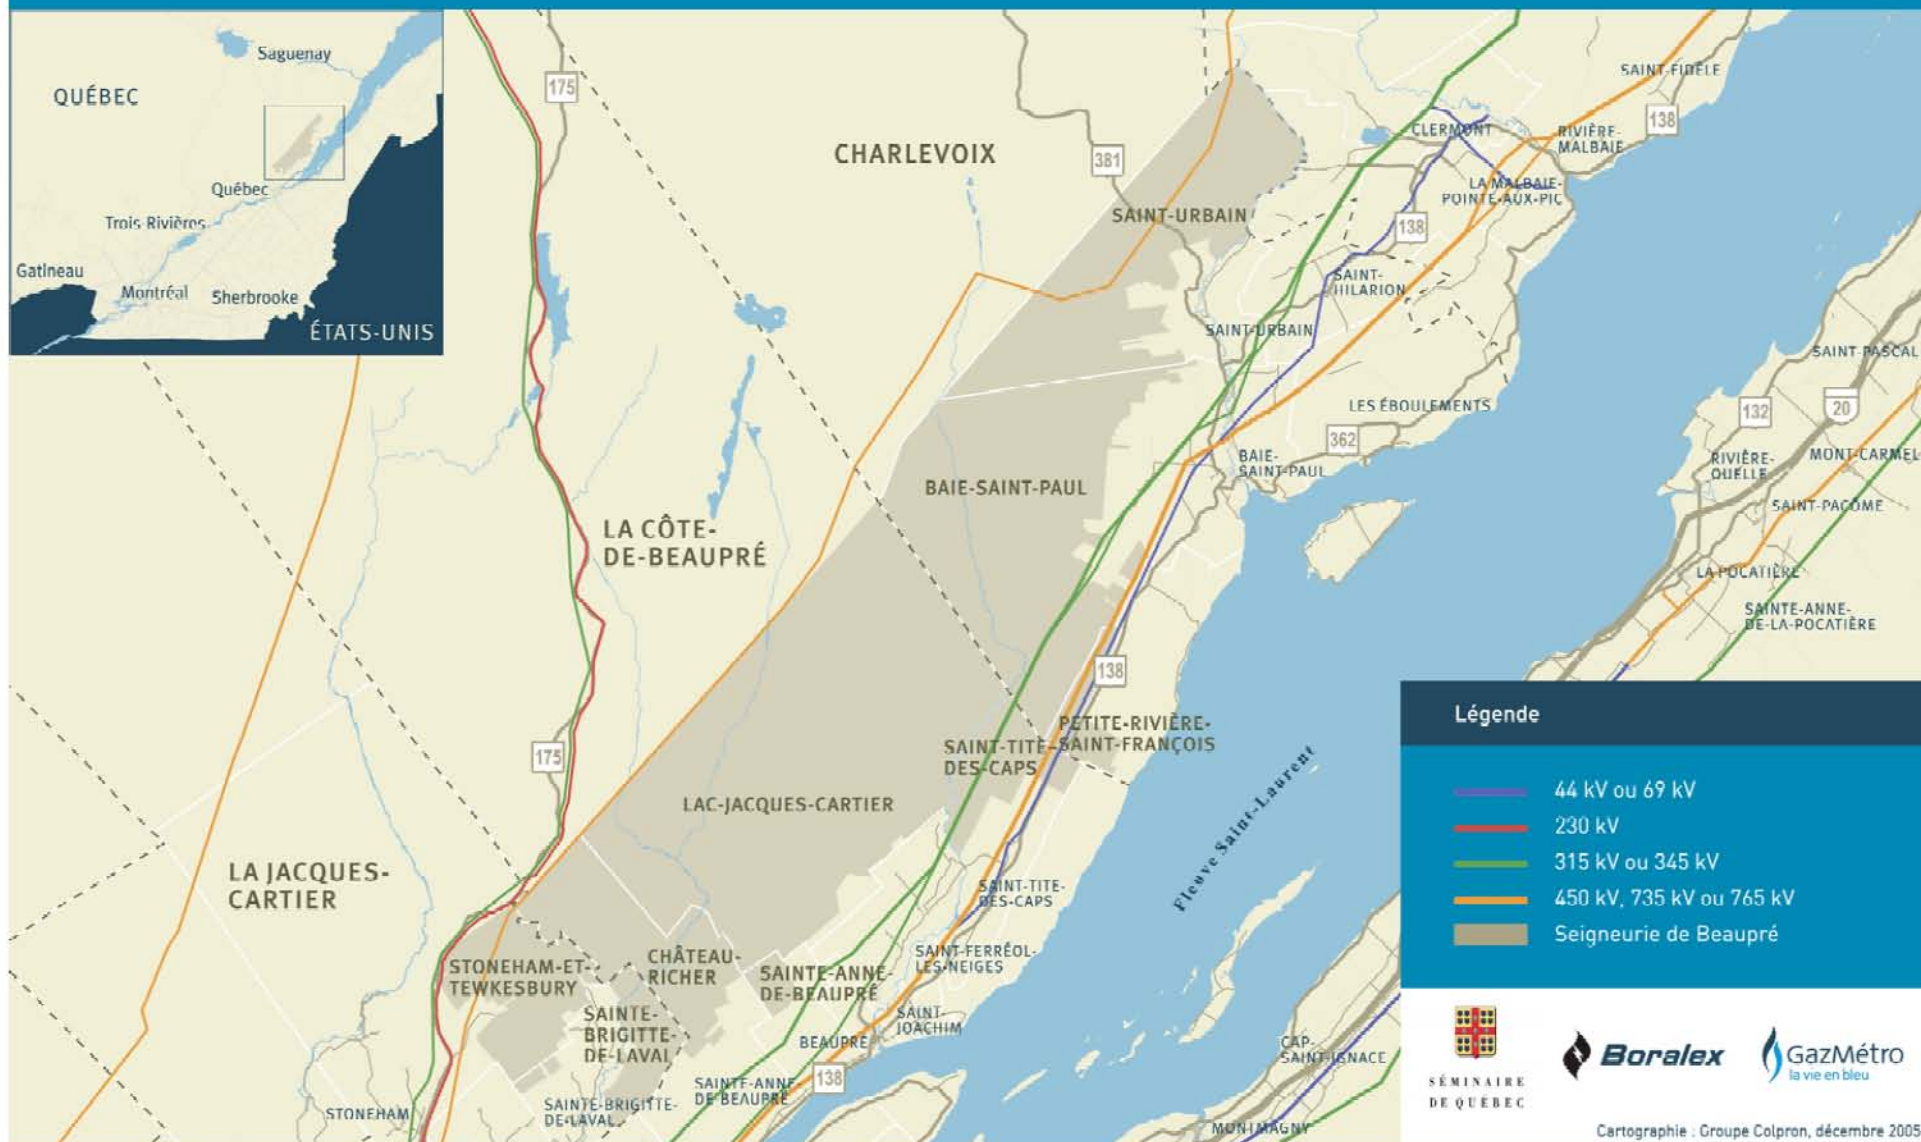 Saguenay
QUÉBEC
Québec
Trois-Rivières
Gatineau
Montréal
Sherbrooke
ÉTATS-UNIS
175
CHARLEVOIX
381
SAINT-URBAIN
SAINT-FIDÈLE
138
CLERMONT
RIVIÈRE-
MALBAIE
LA MALBAIE-
POINTE-AUX-PIC
138
SAINT-
HILARION
SAINT-URBAIN
LES ÉBOULEMENTS
362
BAIE-
SAINT-PAUL
SAINT-PASCAL
132
20
RIVIÈRE-
OUELLE
MONT-CARMEL
SAINT-PACÔME
LA POCATIÈRE
SAINTE-ANNE-
DE-LA-POCATIÈRE
BAIE-SAINT-PAUL
LA CÔTE-
DE-BEAUPRÉ
138
PETITE-RIVIÈRE-
SAINT-FRANÇOIS
SAINT-TITE-
DES-CAPS
175
LAC-JACQUES-CARTIER
LA JACQUES-
CARTIER
SAINT-TITE-
DES-CAPS
Fleuve Saint-Laurent
STONEHAM-ET-
TEWKESBURY
CHÂTEAU-
RICHER
SAINTE-ANNE-
DE-BEAUPRÉ
SAINT-FERRÉOL-
LES-NEIGES
SAINTE-
BRIGITTE-
DE-LAVAL
SAINT-
JOACHIM
BEAUPRÉ
138
SAINTE-ANNE-
DE BEAUPRÉ
STONEHAM
SAINTE-BRIGITTE-
DE-LAVAL
CAP-
SAINT-IGNACE
MONTMAGNY
Légende
44 kV ou 69 kV
230 kV
315 kV ou 345 kV
450 kV, 735 kV ou 765 kV
Seigneurie de Beaupré
SÉMINAIRE
DE QUÉBEC
Boralex
GazMétro
la vie en bleu
Cartographie : Groupe Colpron, décembre 2005